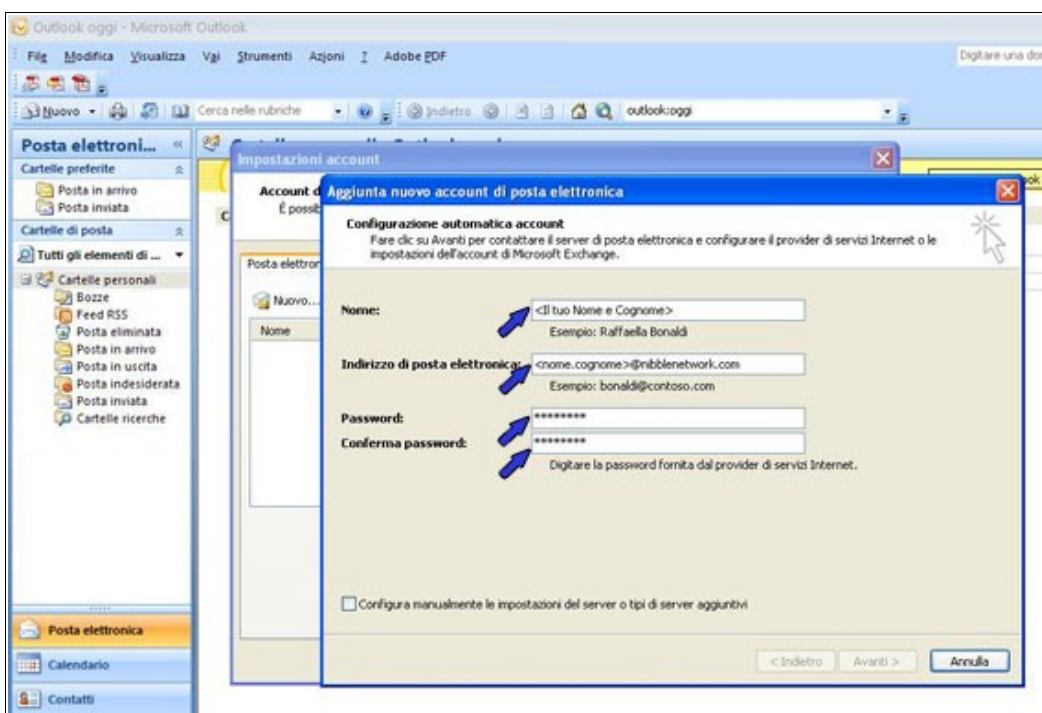 Outlook oggi - Microsoft Outlook
File Modifica Visualizza Vai Strumenti Azioni ? Adobe PDF
Digitare una dom
Nuovo Cerca nelle rubriche Indietro outlook:oggi
Posta elettroni... «
Cartelle preferite
Posta in arrivo
Posta inviata
Cartelle di posta
Tutti gli elementi di ...
Cartelle personali
Bozze
Feed RSS
Posta eliminata
Posta in arrivo
Posta in uscita
Posta indesiderata
Posta inviata
Cartelle ricerche
Posta elettronica
Calendario
Contatti
Impostazioni account
Account d
È possib
Posta elettror
Nuovo...
Nome
Aggiunta nuovo account di posta elettronica
Configurazione automatica account
Fare clic su Avanti per contattare il server di posta elettronica e configurare il provider di servizi Internet o le
impostazioni dell'account di Microsoft Exchange.
Nome: <Il tuo Nome e Cognome>
Esempio: Raffaella Bonaldi
Indirizzo di posta elettronica: <nome.cognome>@nibblenetwork.com
Esempio: bonaldi@contoso.com
Password: ********
Conferma password: ********
Digitare la password fornita dal provider di servizi Internet.
Configura manualmente le impostazioni del server o tipi di server aggiuntivi
< Indietro Avanti > Annulla